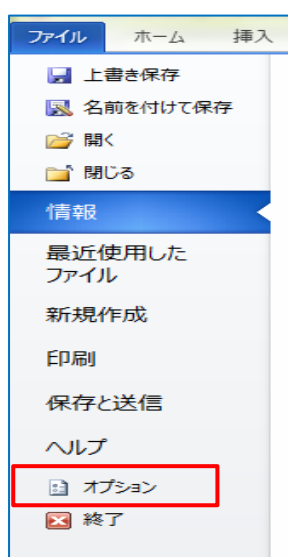 ファイル ホーム 挿入
上書き保存
名前を付けて保存
開く
閉じる
情報
最近使用した
ファイル
新規作成
印刷
保存と送信
ヘルプ
オプション
終了